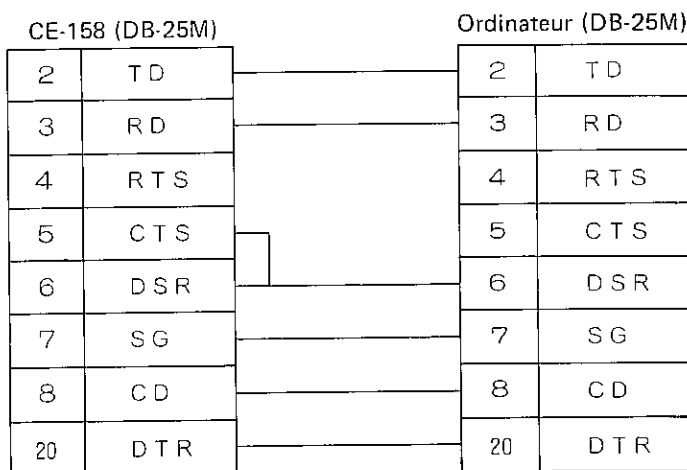 CE-158 (DB-25M) Ordinateur (DB-25M)
2 TD 2 TD
3 RD 3 RD
4 RTS 4 RTS
5 CTS 5 CTS
6 DSR 6 DSR
7 SG 7 SG
8 CD 8 CD
20 DTR 20 DTR